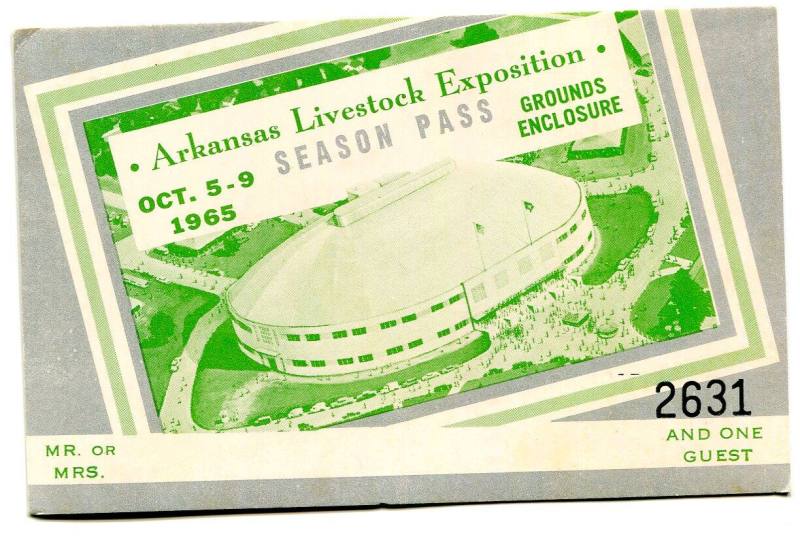 • Arkansas Livestock Exposition •
SEASON PASS
GROUNDS
ENCLOSURE
OCT. 5-9
1965
2631
MR. OR
MRS.
AND ONE
GUEST